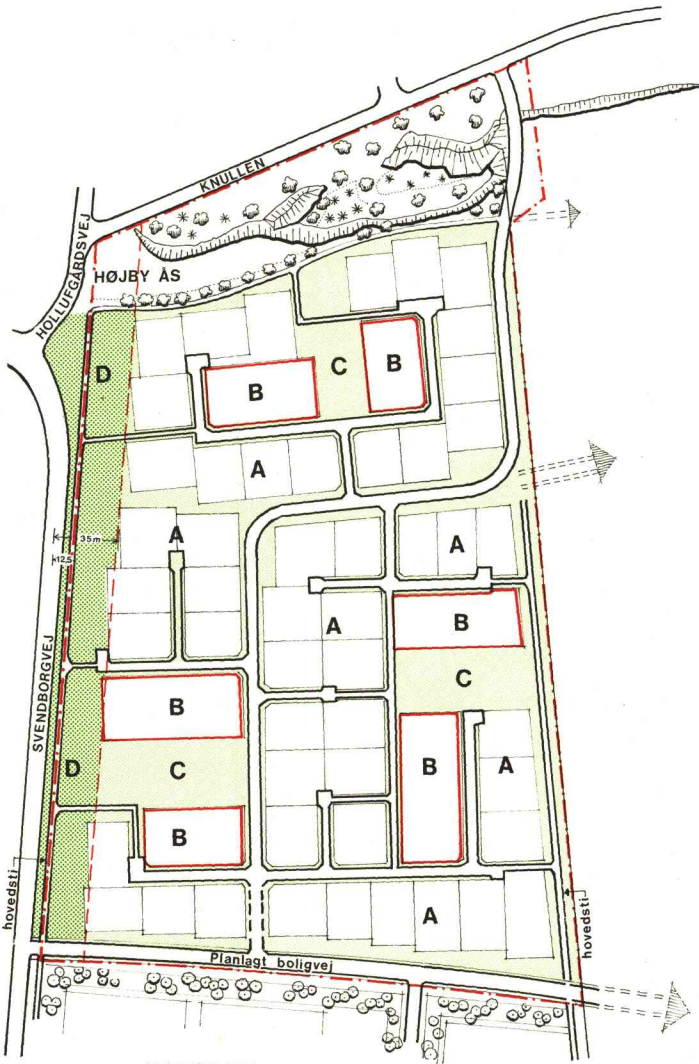 KNULLEN
HOLLUFGÅRDSVEJ
HØJBY ÅS
D
B
C
B
A
35m
12,5
A
A
B
A
C
B
SVENDBORGVEJ
D
C
B
A
B
hovedsti
A
hovedsti
Planlagt boligvej